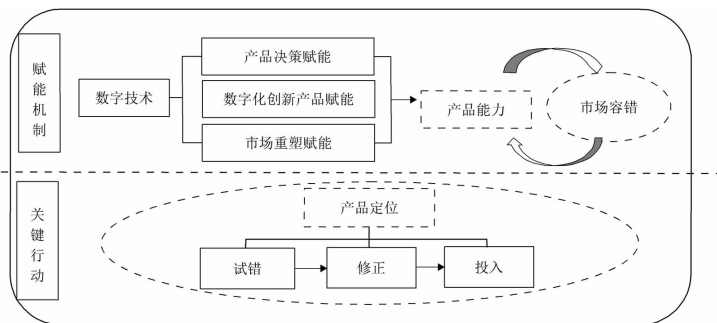 赋能机制
数字技术
产品决策赋能
数字化创新产品赋能
市场重塑赋能
产品能力
市场容错
关键行动
产品定位
试错
修正
投入